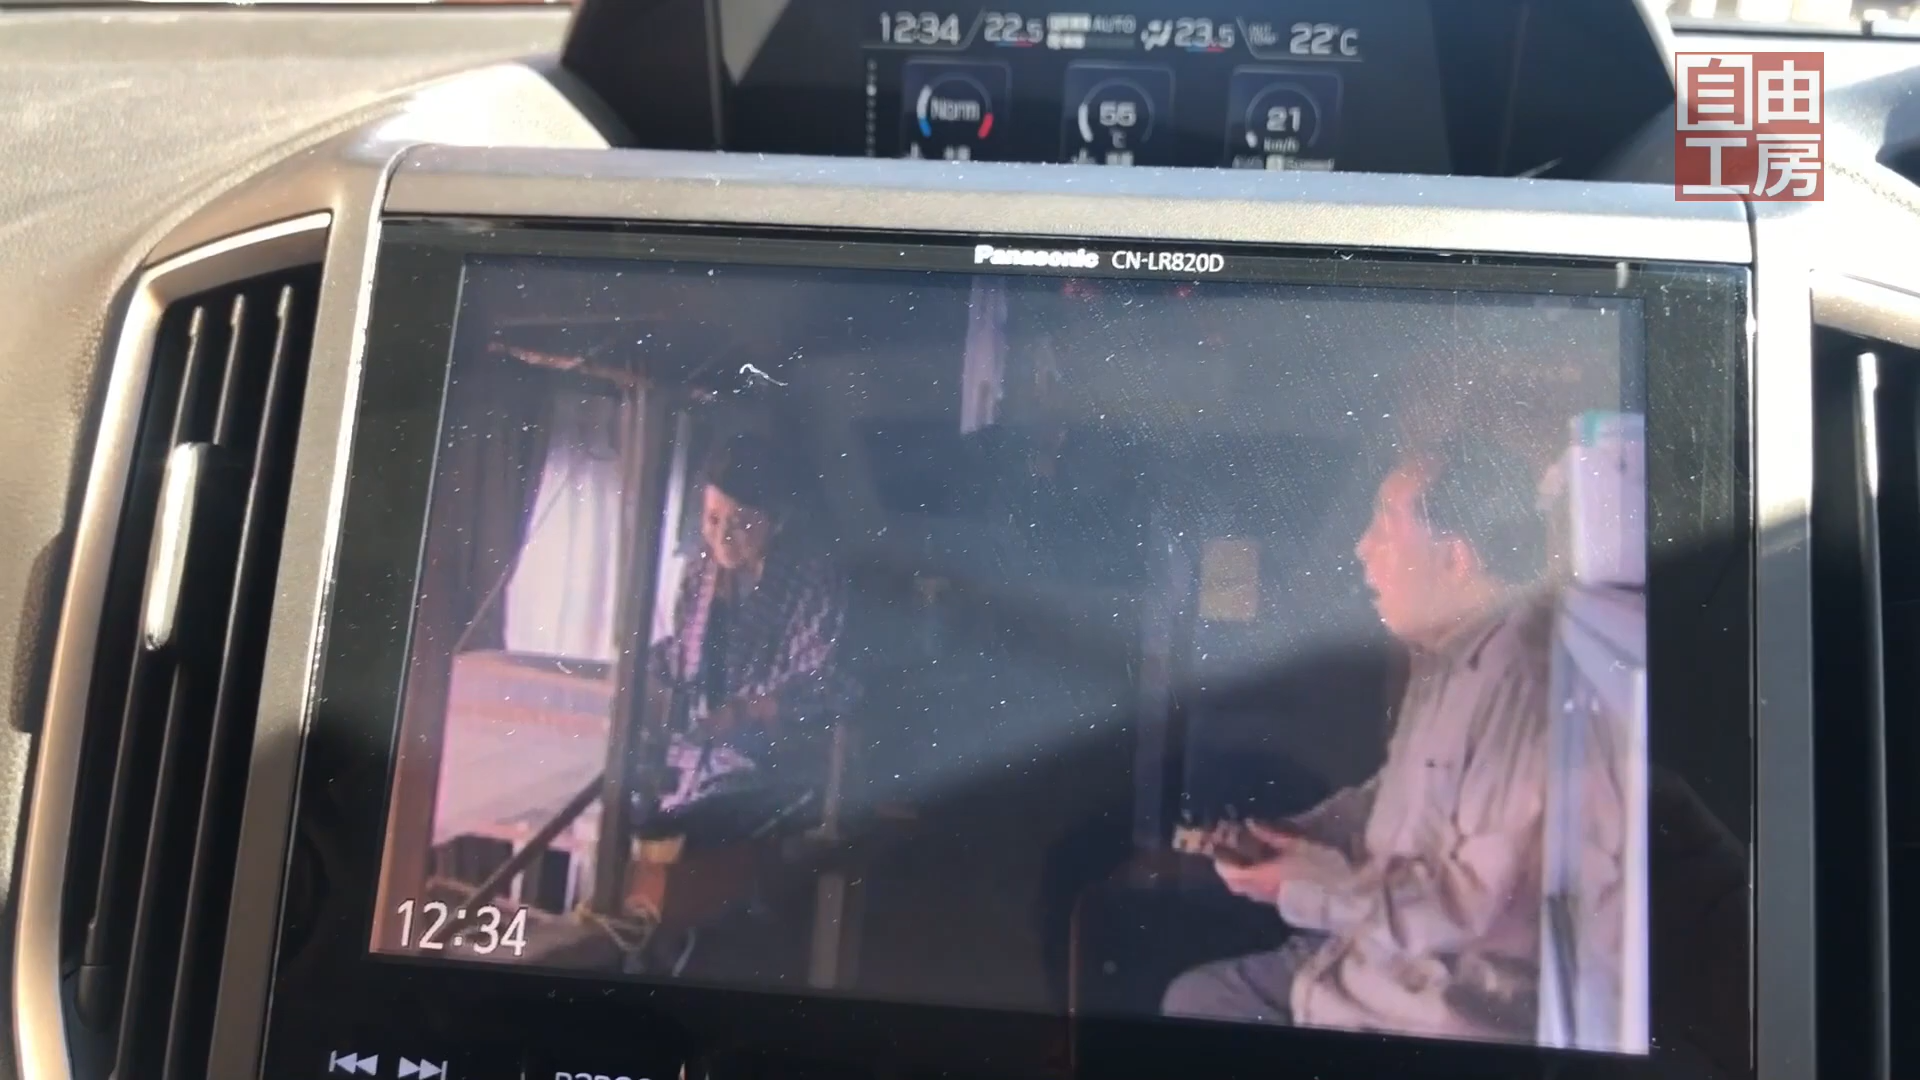 12:34 22.5 AUTO 23.5 22°C
Norm 55 °C 21 km/h
自由
工房
Panasonic CN-LR820D
12:34